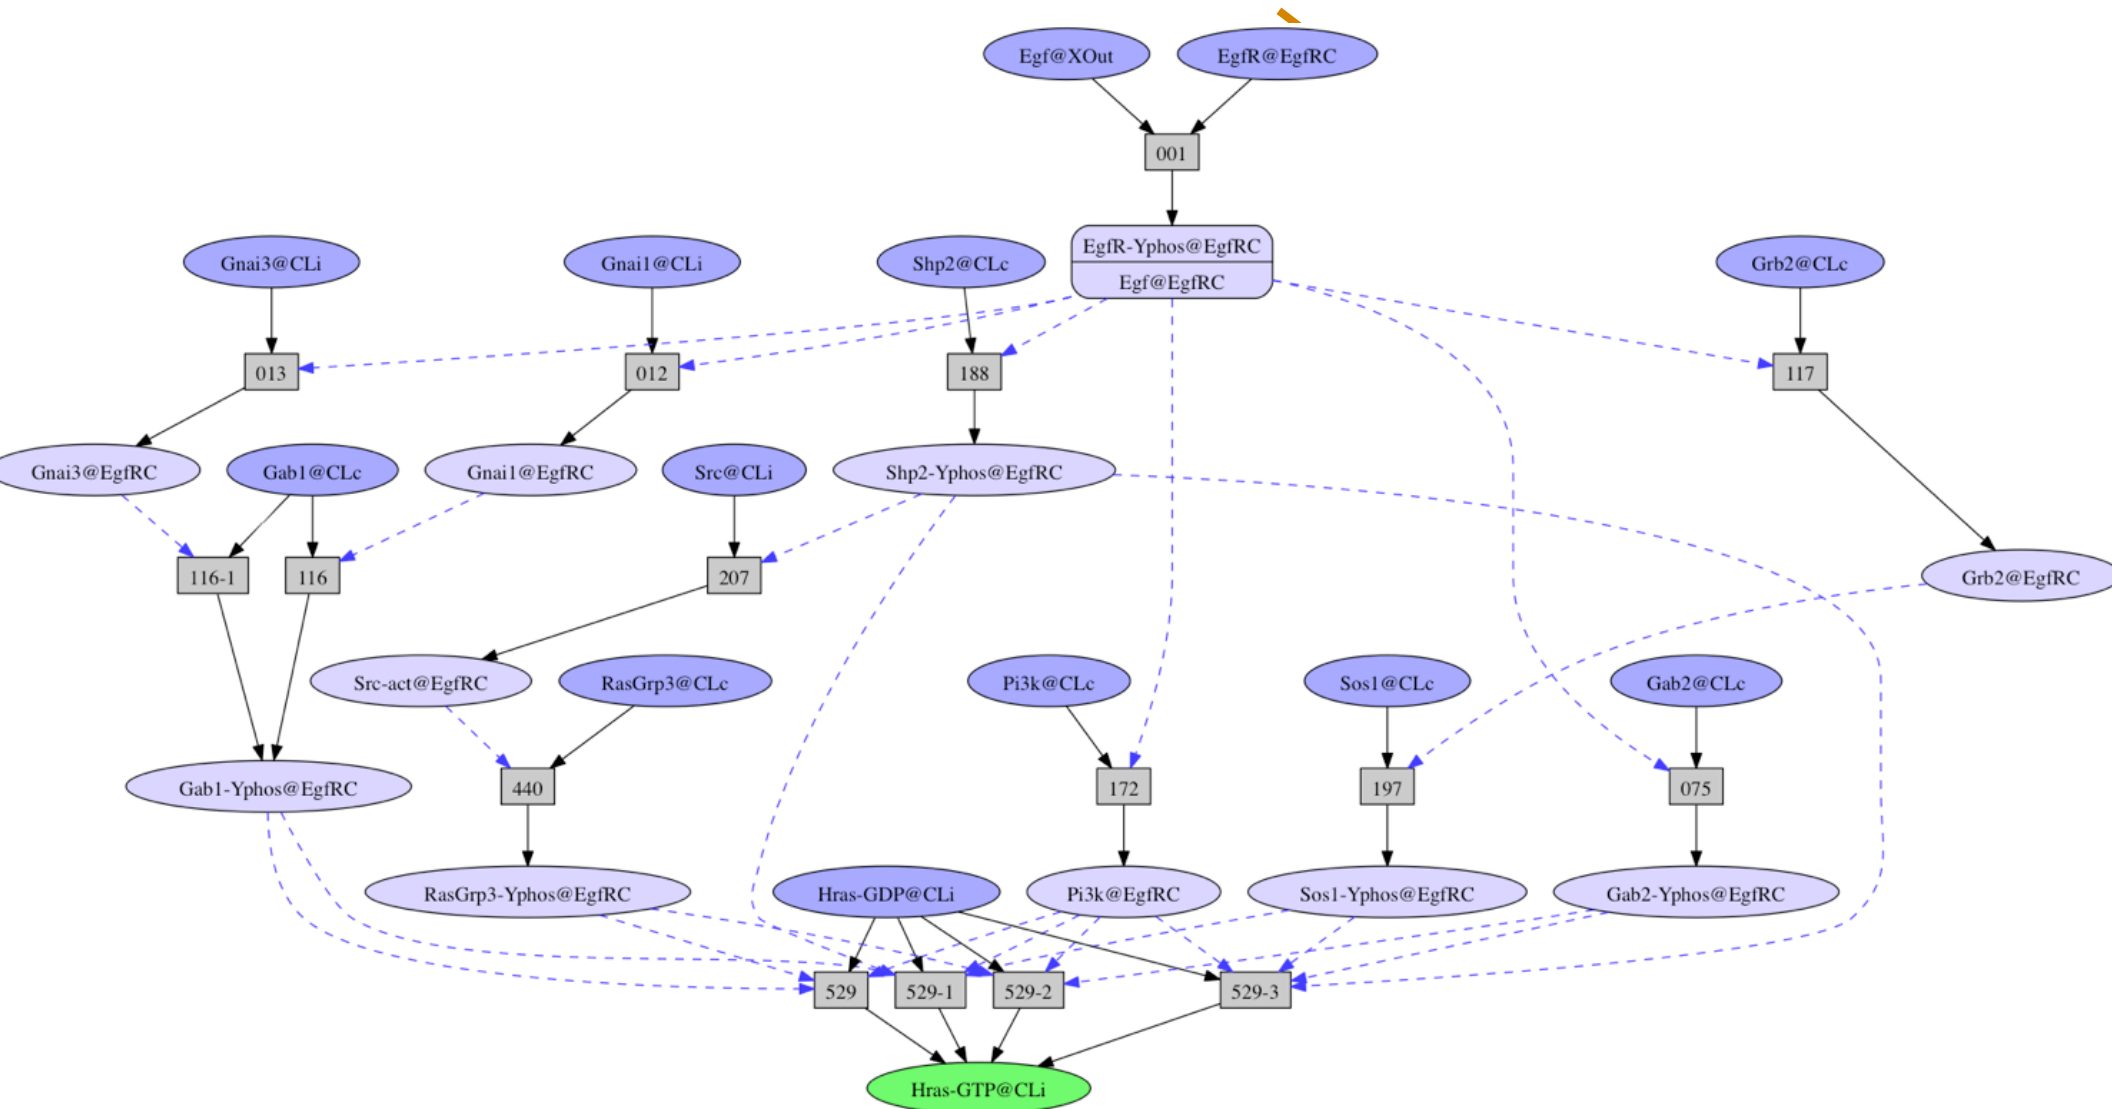 Egf@XOut
EgfR@EgfRC
001
EgfR-Yphos@EgfRC
Egf@EgfRC
Gnai3@CLi
Gnai1@CLi
Shp2@CLc
Grb2@CLc
013
012
188
117
Gnai3@EgfRC
Gab1@CLc
Gnai1@EgfRC
Src@CLi
Shp2-Yphos@EgfRC
116-1
116
207
Grb2@EgfRC
Src-act@EgfRC
RasGrp3@CLc
Pi3k@CLc
Sos1@CLc
Gab2@CLc
Gab1-Yphos@EgfRC
440
172
197
075
RasGrp3-Yphos@EgfRC
Hras-GDP@CLi
Pi3k@EgfRC
Sos1-Yphos@EgfRC
Gab2-Yphos@EgfRC
529
529-1
529-2
529-3
Hras-GTP@CLi